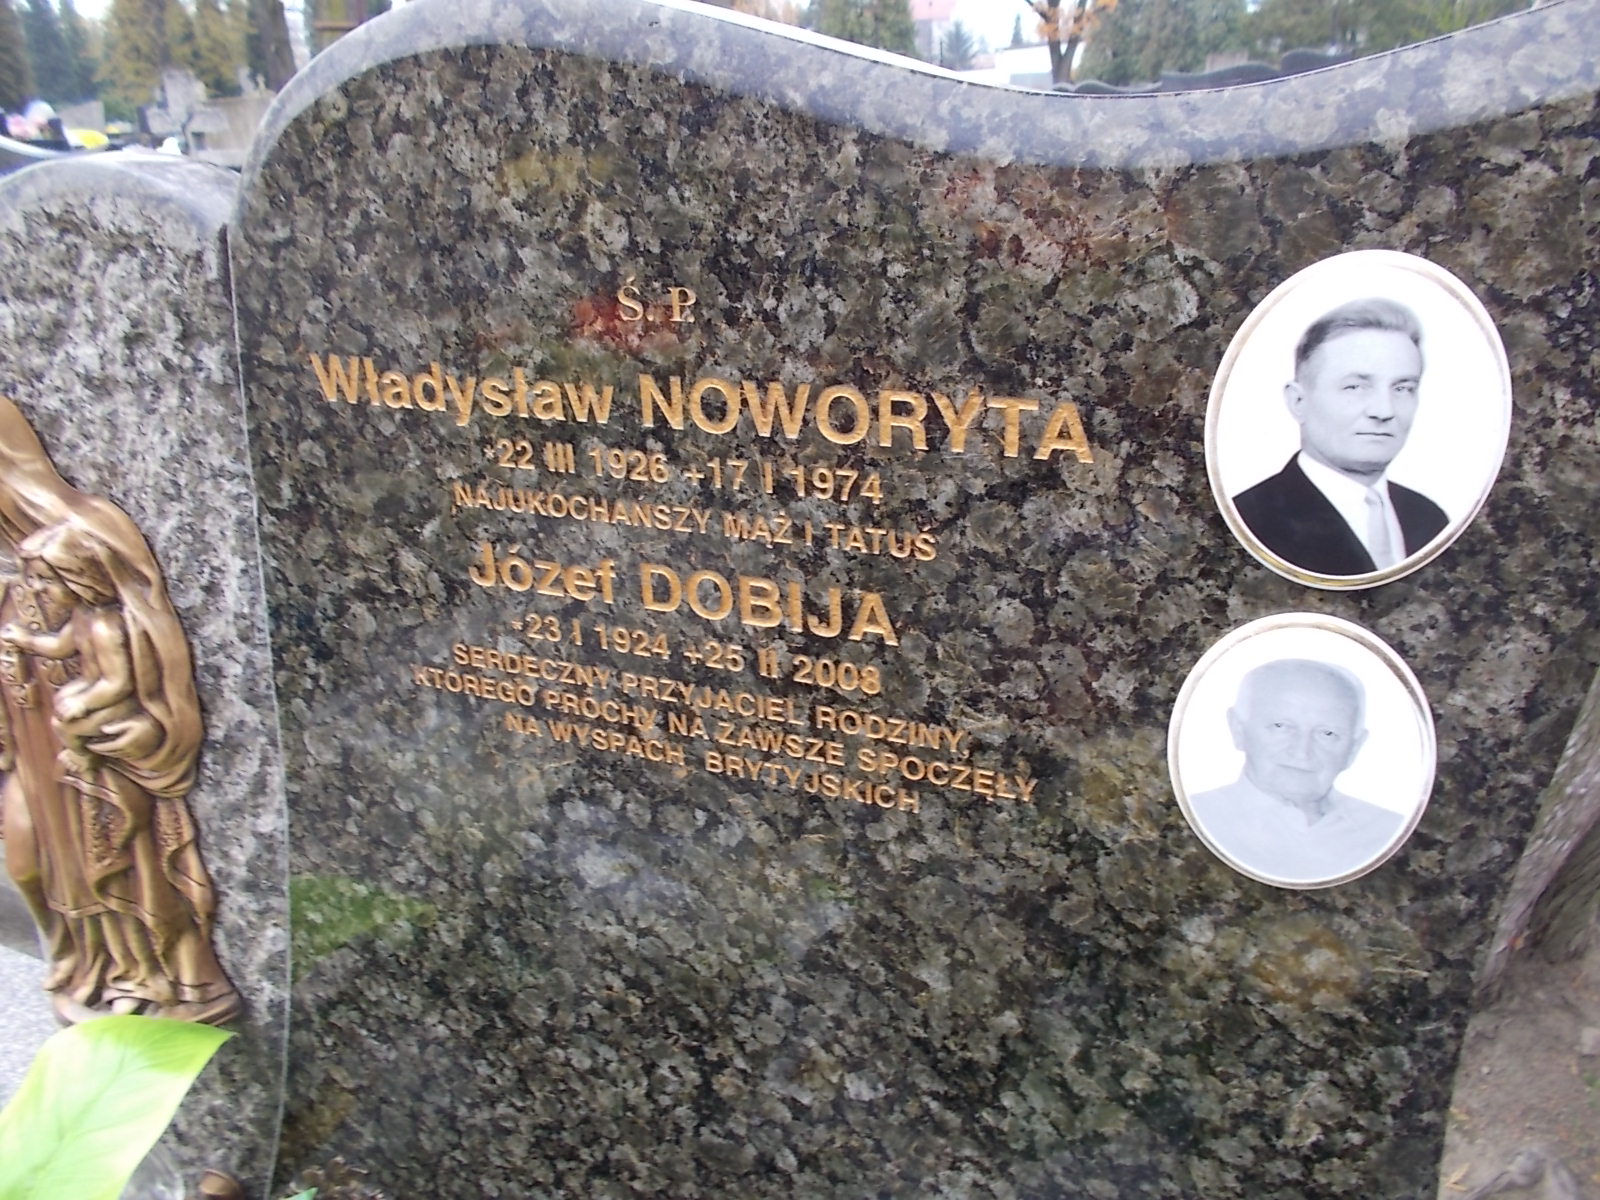 Ś. P.
Władysław NOWORYTA
*22 III 1926 +17 I 1974
NAJUKOCHAŃSZY MĄŻ I TATUŚ
Józef DOBIJA
*23 I 1924 +25 II 2008
SERDECZNY PRZYJACIEL RODZINY,
KTÓREGO PROCHY NA ZAWSZE SPOCZĘŁY
NA WYSPACH BRYTYJSKICH